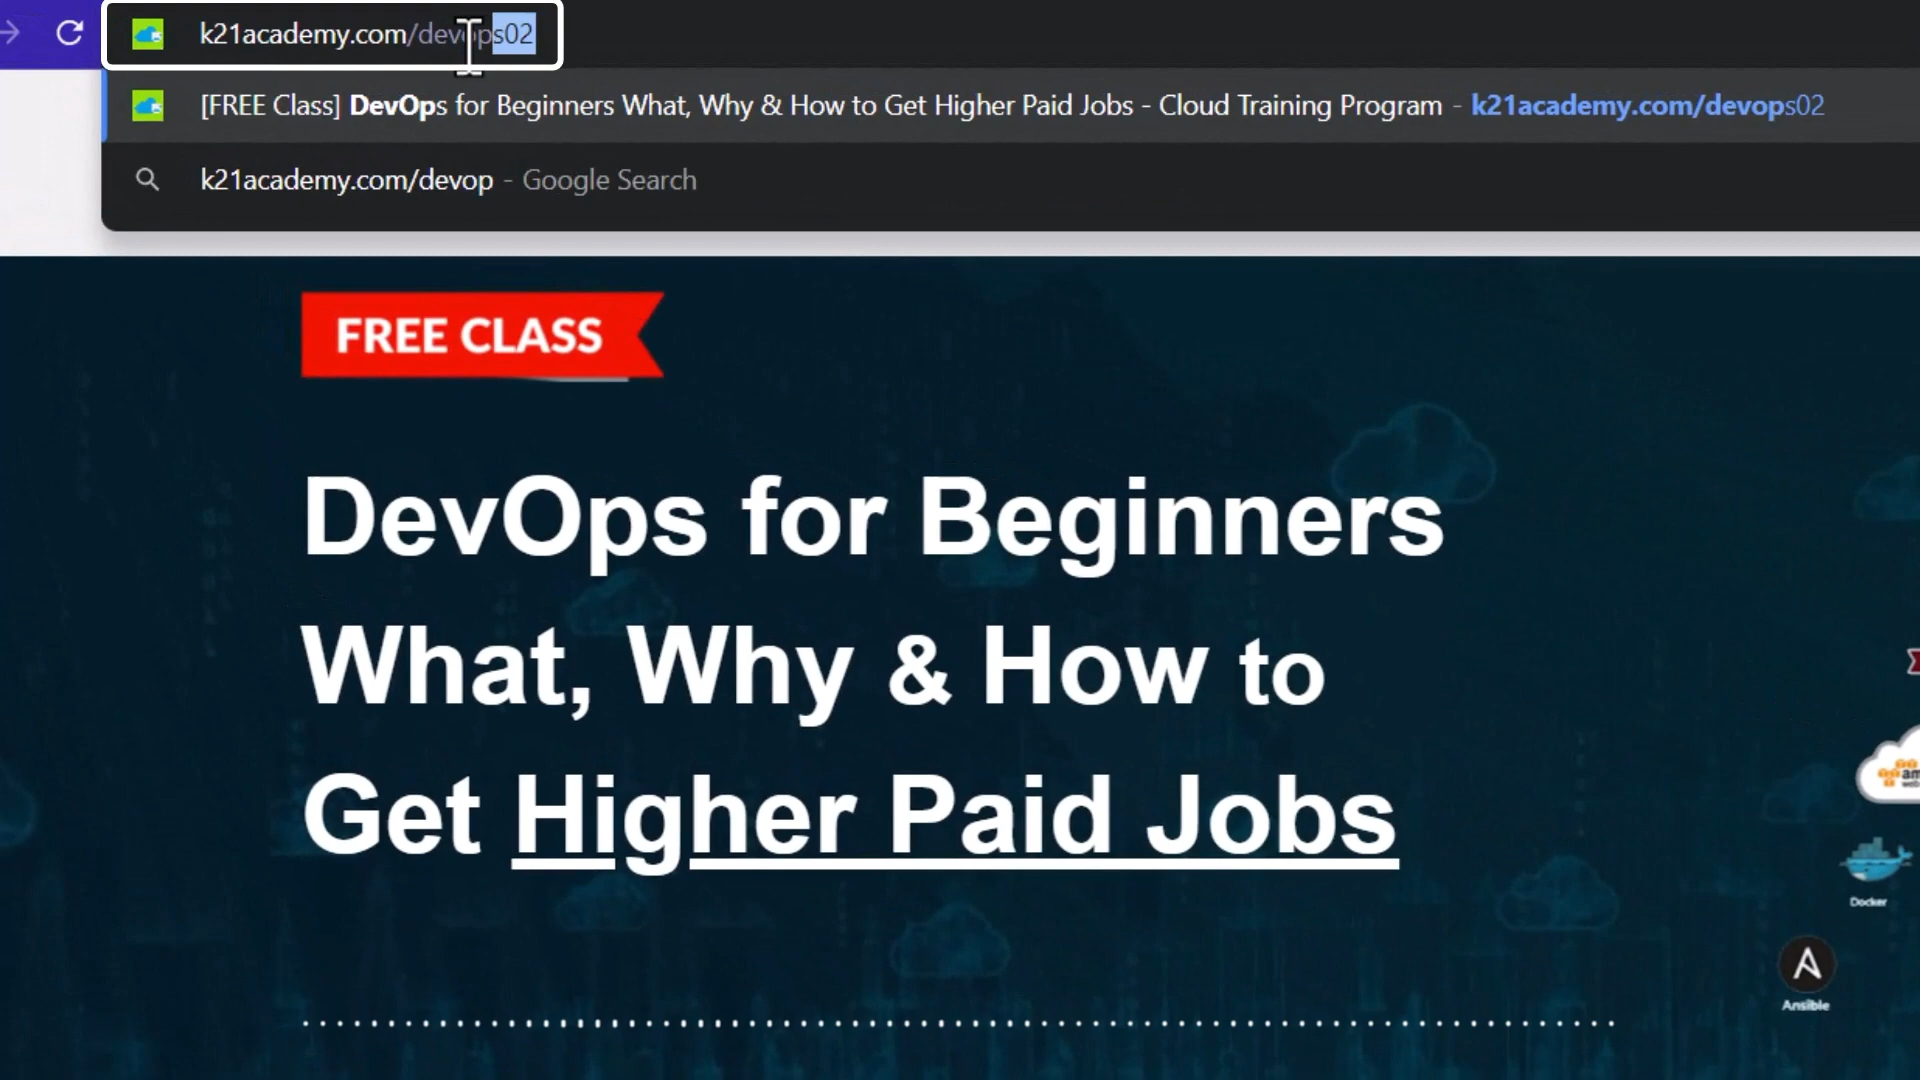 k21academy.com/devops02
[FREE Class] DevOps for Beginners What, Why & How to Get Higher Paid Jobs - Cloud Training Program - k21academy.com/devops02
k21academy.com/devop - Google Search
FREE CLASS
DevOps for Beginners
What, Why & How to
Get Higher Paid Jobs
Docker
Ansible